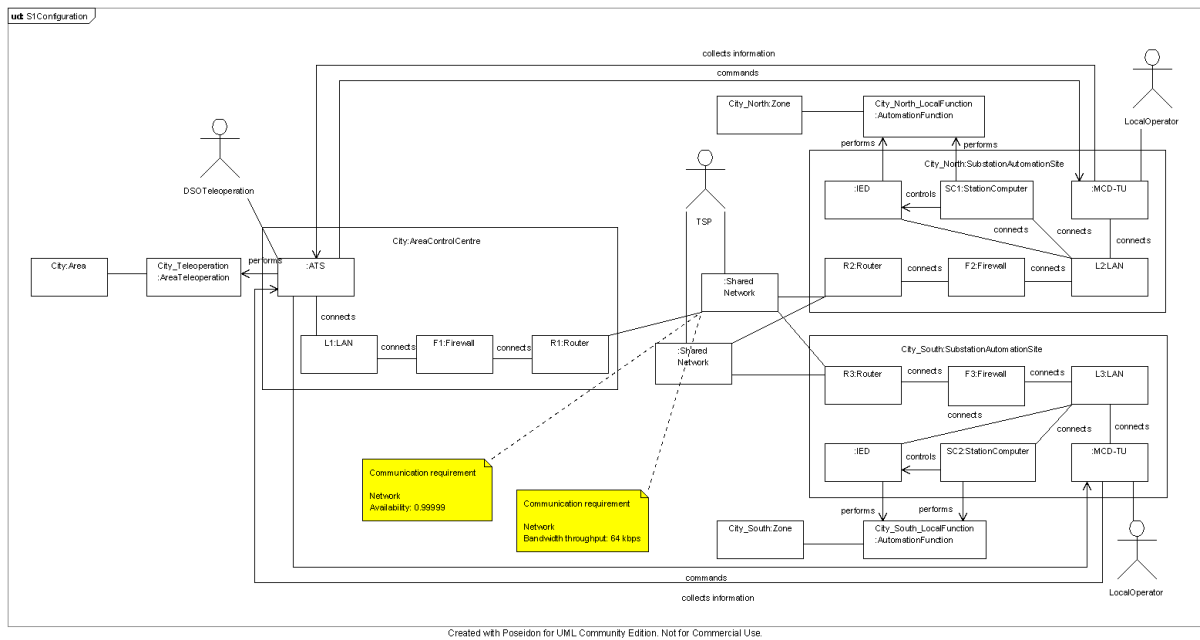 ud: S1Configuration
collects information
commands
LocalOperator
City_North:Zone
City_North_LocalFunction
:AutomationFunction
performs
performs
DSOTeleoperation
TSP
City_North:SubstationAutomationSite
:IED
controls
SC1:StationComputer
:MCD-TU
connects
connects
connects
City:AreaControlCentre
City:Area
City_Teleoperation
:AreaTeleoperation
performs
:ATS
R2:Router
connects
F2:Firewall
connects
L2:LAN
:Shared
Network
connects
L1:LAN
connects
F1:Firewall
connects
R1:Router
:Shared
Network
City_South:SubstationAutomationSite
R3:Router
connects
F3:Firewall
connects
L3:LAN
connects
connects
connects
:IED
controls
SC2:StationComputer
:MCD-TU
Communication requirement
Network
Availability: 0.99999
Communication requirement
Network
Bandwidth throughput: 64 kbps
performs
performs
City_South:Zone
City_South_LocalFunction
:AutomationFunction
LocalOperator
commands
collects information
Created with Poseidon for UML Community Edition. Not for Commercial Use.